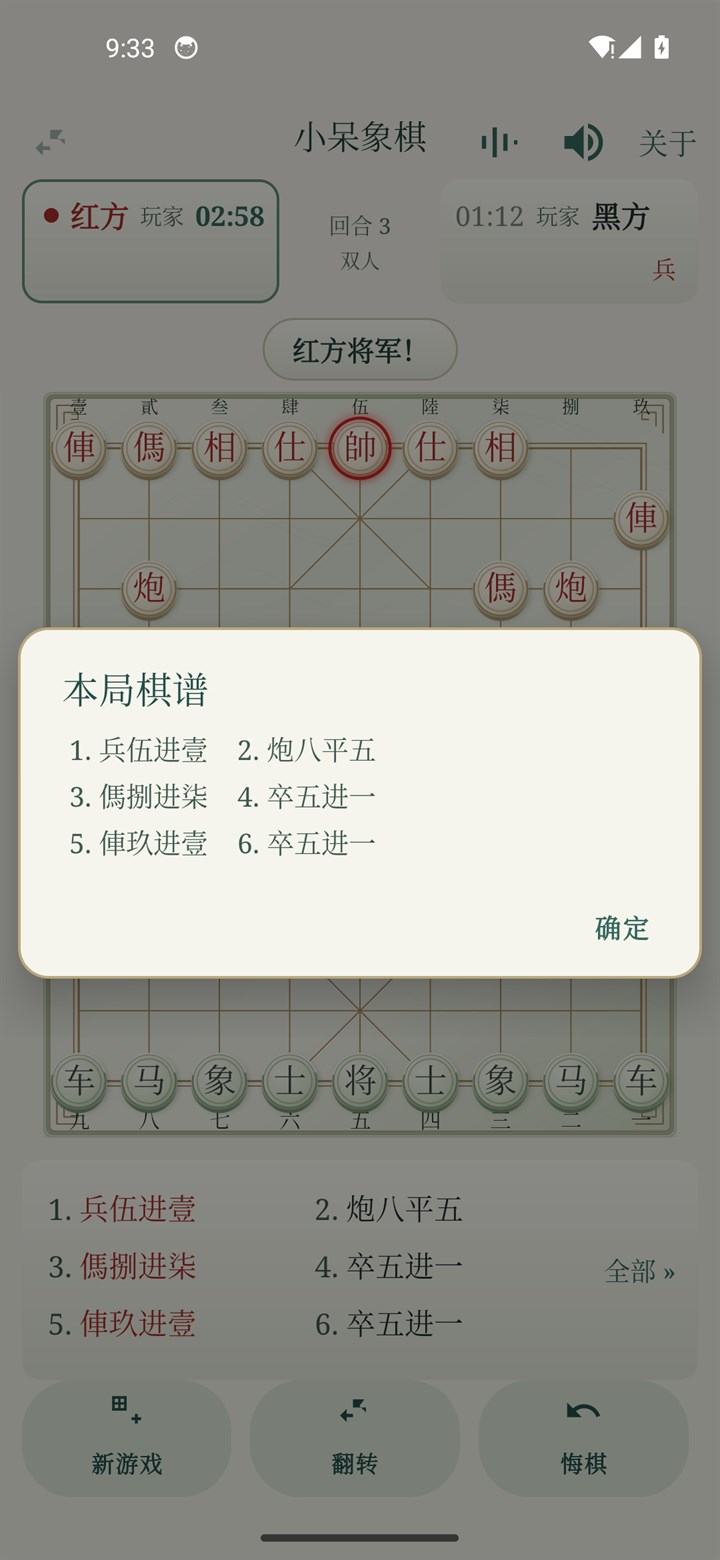 9:33
小呆象棋 关于
红方 玩家 02:58
回合 3
双人
01:12 玩家 黑方
兵
红方将军！
壹 貳 叁 肆 伍 陸 柒 捌 玖
俥 傌 相 仕 帥 仕 相
俥
炮 傌 炮
本局棋谱
1. 兵伍进壹 2. 炮八平五
3. 傌捌进柒 4. 卒五进一
5. 俥玖进壹 6. 卒五进一
确定
车 马 象 士 将 士 象 马 车
九 八 七 六 五 四 三 二 一
1. 兵伍进壹 2. 炮八平五
3. 傌捌进柒 4. 卒五进一
全部 »
5. 俥玖进壹 6. 卒五进一
新游戏 翻转 悔棋